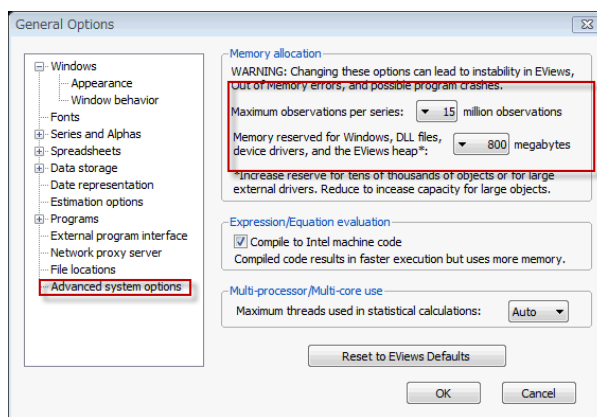 General Options
Windows
Appearance
Window behavior
Fonts
Series and Alphas
Spreadsheets
Data storage
Date representation
Estimation options
Programs
External program interface
Network proxy server
File locations
Advanced system options
Memory allocation
WARNING: Changing these options can lead to instability in EViews,
Out of Memory errors, and possible program crashes.
Maximum observations per series: 15 million observations
Memory reserved for Windows, DLL files,
device drivers, and the EViews heap*: 800 megabytes
*Increase reserve for tens of thousands of objects or for large
external drivers. Reduce to incease capacity for large objects.
Expression/Equation evaluation
Compile to Intel machine code
Compiled code results in faster execution but uses more memory.
Multi-processor/Multi-core use
Maximum threads used in statistical calculations: Auto
Reset to EViews Defaults
OK Cancel